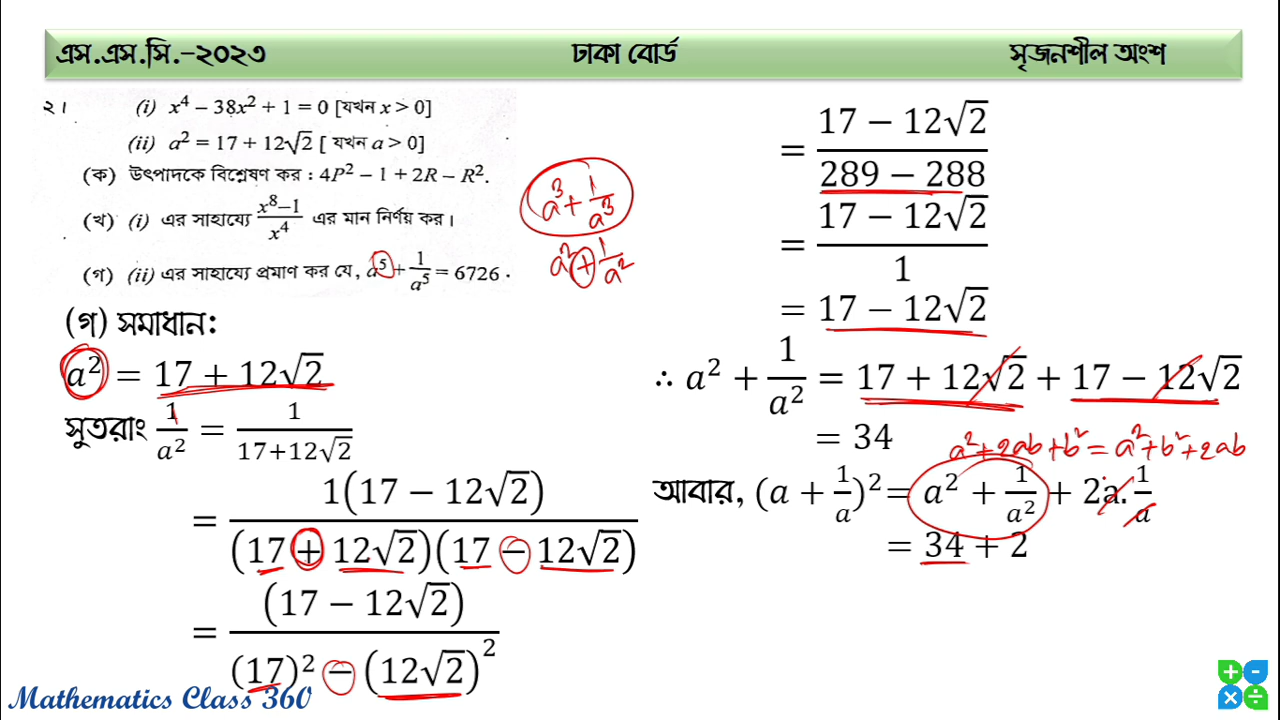 এস.এস.সি.-২০২৩ ঢাকা বোর্ড সৃজনশীল অংশ
২। (i) x⁴ − 38x² + 1 = 0 [যখন x > 0]
(ii) a² = 17 + 12√2 [ যখন a > 0]
(ক) উৎপাদকে বিশ্লেষণ কর : 4P² − 1 + 2R − R².
(খ) (i) এর সাহায্যে (x⁸−1)/x⁴ এর মান নির্ণয় কর।
(গ) (ii) এর সাহায্যে প্রমাণ কর যে, a⁵ + 1/a⁵ = 6726 .
a³ + 1/a³
a² + 1/a²
(গ) সমাধান:
a² = 17 + 12√2
সুতরাং 1/a² = 1/(17+12√2)
= 1(17 − 12√2)/((17 + 12√2)(17 − 12√2))
= (17 − 12√2)/((17)² − (12√2)²)
= (17 − 12√2)/(289 − 288)
= (17 − 12√2)/1
= 17 − 12√2
∴ a² + 1/a² = 17 + 12√2 + 17 − 12√2
= 34
a²+2ab+b² = a²+b²+2ab
আবার, (a + 1/a)² = a² + 1/a² + 2a. 1/a
= 34 + 2
Mathematics Class 360